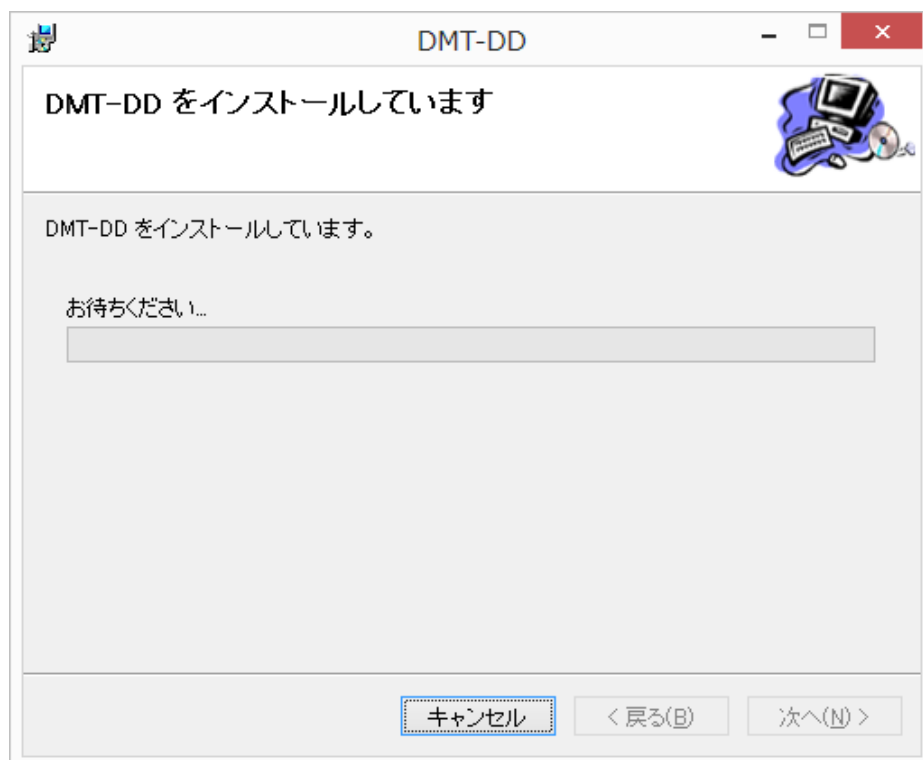 DMT-DD
DMT-DD をインストールしています
DMT-DD をインストールしています。
お待ちください...
キャンセル
< 戻る(B)
次へ(N) >